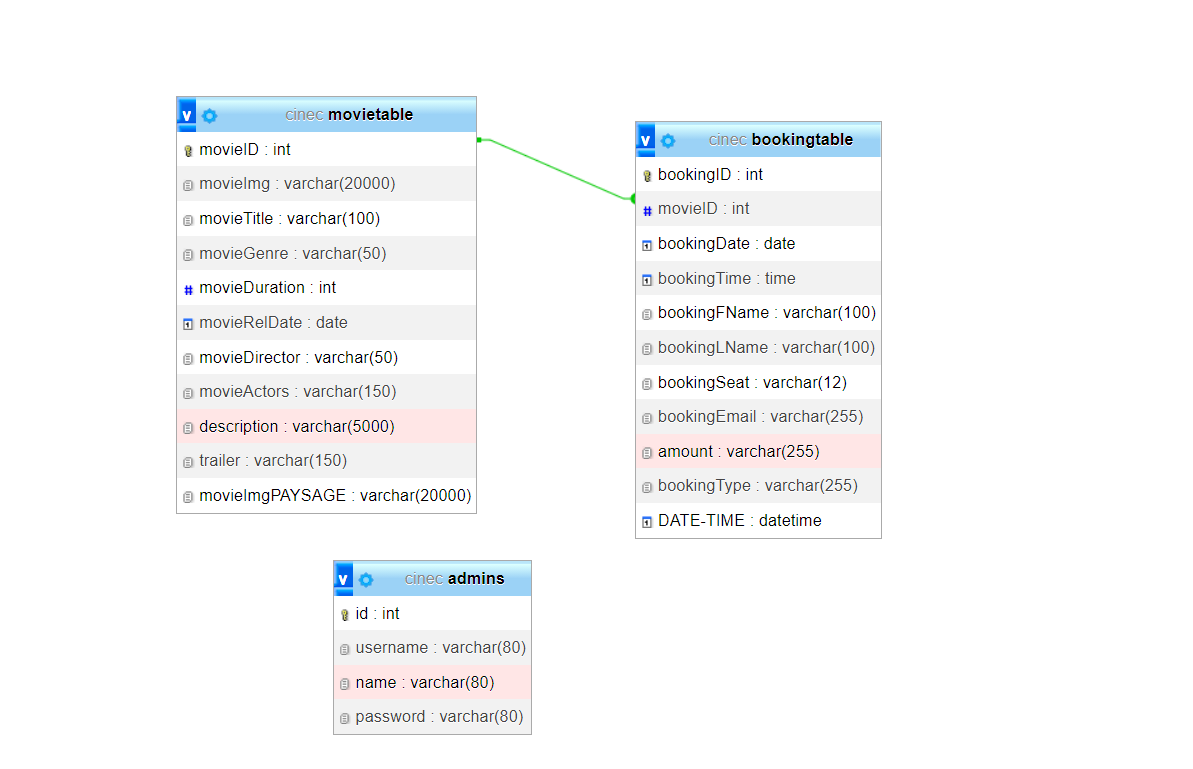 v cinec movietable
movieID : int
movieImg : varchar(20000)
movieTitle : varchar(100)
movieGenre : varchar(50)
# movieDuration : int
movieRelDate : date
movieDirector : varchar(50)
movieActors : varchar(150)
description : varchar(5000)
trailer : varchar(150)
movieImgPAYSAGE : varchar(20000)
v cinec bookingtable
bookingID : int
# movieID : int
bookingDate : date
bookingTime : time
bookingFName : varchar(100)
bookingLName : varchar(100)
bookingSeat : varchar(12)
bookingEmail : varchar(255)
amount : varchar(255)
bookingType : varchar(255)
DATE-TIME : datetime
v cinec admins
id : int
username : varchar(80)
name : varchar(80)
password : varchar(80)